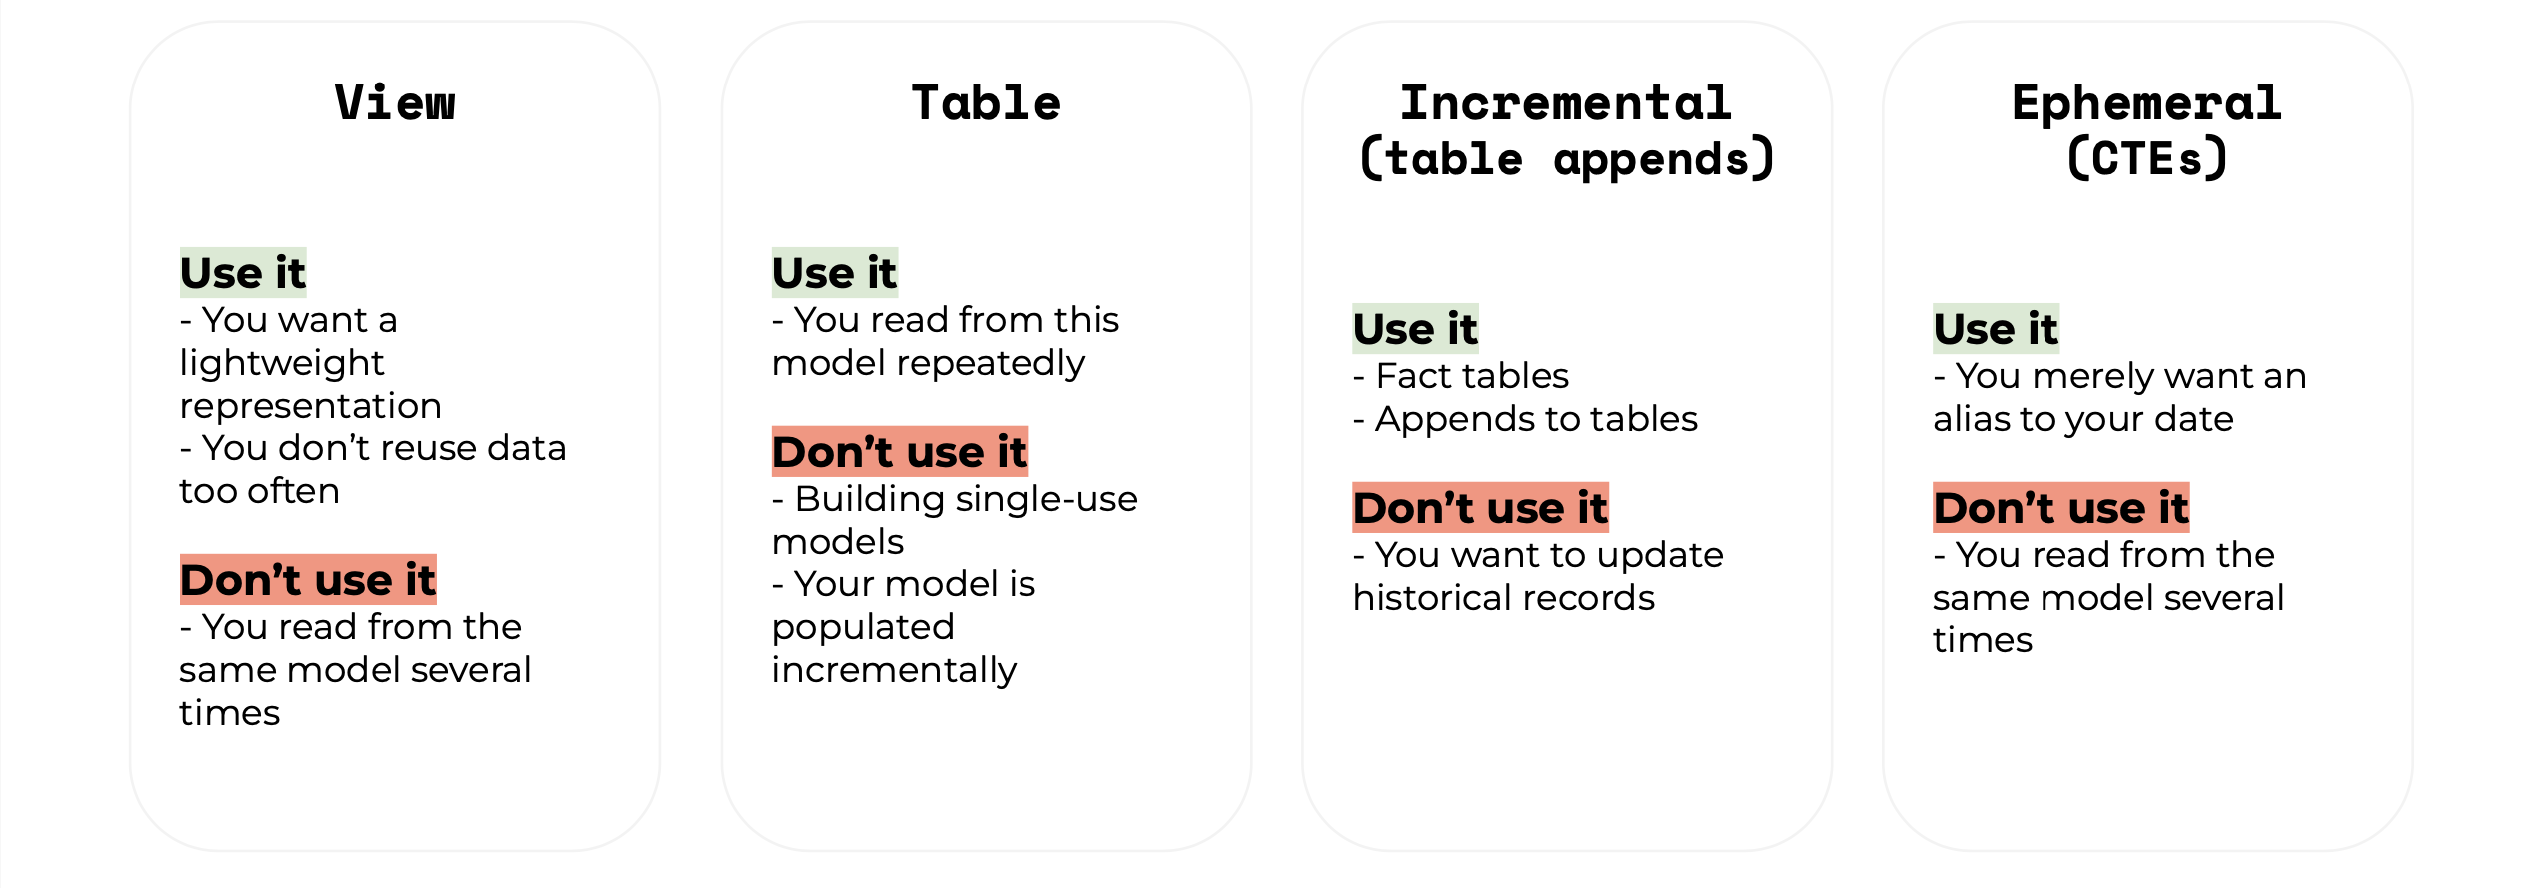 View
Use it
- You want a
lightweight
representation
- You don’t reuse data
too often
Don’t use it
- You read from the
same model several
times
Table
Use it
- You read from this
model repeatedly
Don’t use it
- Building single-use
models
- Your model is
populated
incrementally
Incremental
(table appends)
Use it
- Fact tables
- Appends to tables
Don’t use it
- You want to update
historical records
Ephemeral
(CTEs)
Use it
- You merely want an
alias to your date
Don’t use it
- You read from the
same model several
times